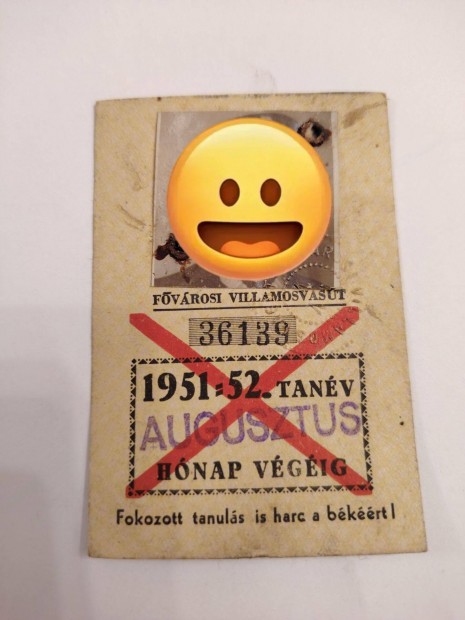 FŐVÁROSI VILLAMOSVASÚT
36139
1951-52. TANÉV
AUGUSZTUS
HÓNAP VÉGÉIG
Fokozott tanulás is harc a békéért!